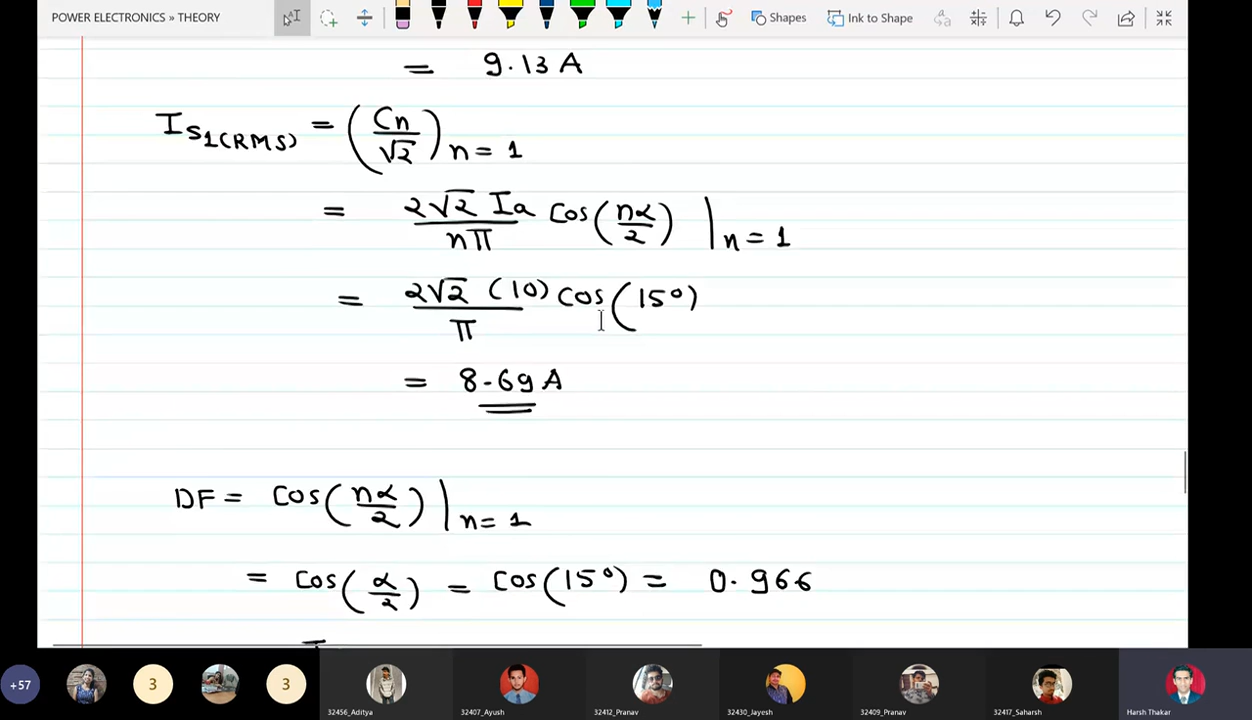 POWER ELECTRONICS » THEORY
Shapes
Ink to Shape
= 9.13 A
I_{S1(RMS)} = (Cn/√2)_{n=1}
= 2√2 Ia/nπ Cos(nα/2) |_{n=1}
= 2√2 (10)/π cos(15°)
= 8.69 A
DF = Cos(nα/2) |_{n=1}
= Cos(α/2) = Cos(15°) = 0.966
+57
3
3
32456_Aditya
32407_Ayush
32412_Pranav
32430_Jayesh
32409_Pranav
32417_Saharsh
Harsh Thakar